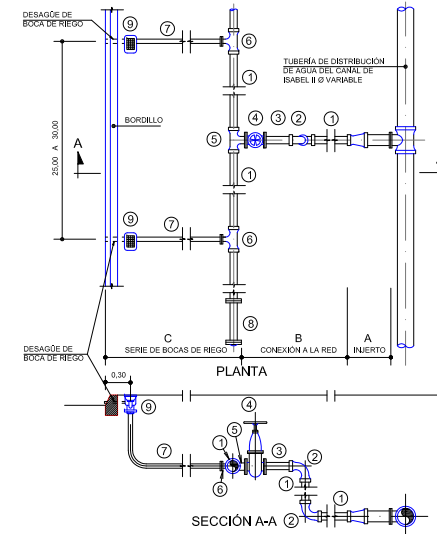 DESAGÜE DE
BOCA DE RIEGO
9
7
6
1
TUBERÍA DE DISTRIBUCIÓN
DE AGUA DEL CANAL DE
ISABEL II Ø VARIABLE
25,00 A 30,00
A
BORDILLO
5
4
3
2
1
1
9
7
6
8
DESAGÜE DE
BOCA DE RIEGO
C
SERIE DE BOCAS DE RIEGO
B
CONEXIÓN A LA RED
A
INJERTO
PLANTA
0,30
9
4
7
1
5
6
3
2
1
1
2
SECCIÓN A-A